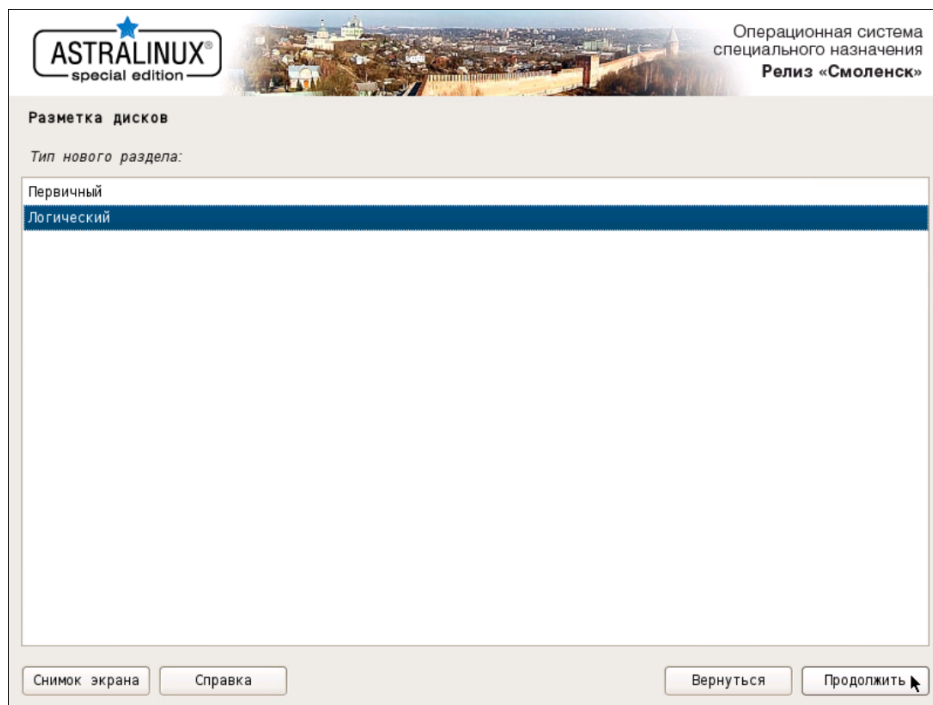 ASTRALINUX®
special edition
Операционная система
специального назначения
Релиз «Смоленск»
Разметка дисков
Тип нового раздела:
Первичный
Логический
Снимок экрана
Справка
Вернуться
Продолжить